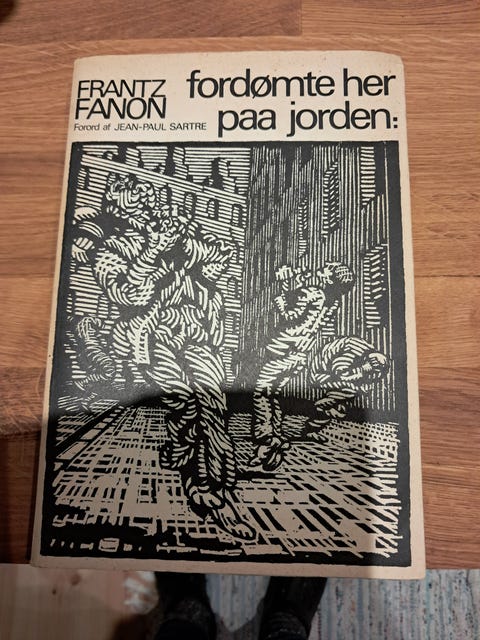 FRANTZ
FANON
Forord af JEAN-PAUL SARTRE
fordømte her
paa jorden: